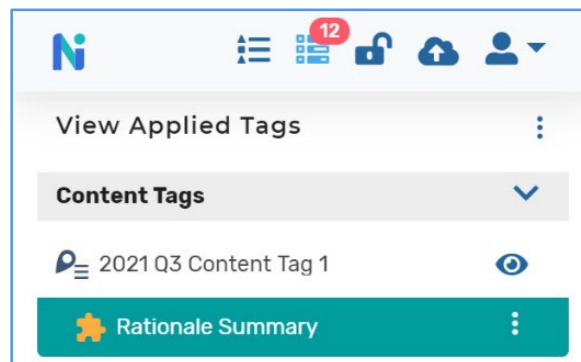 12
View Applied Tags
Content Tags
2021 Q3 Content Tag 1
Rationale Summary